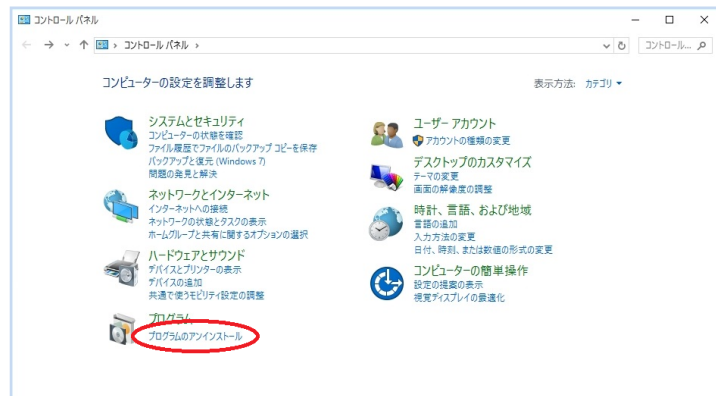 コントロール パネル
コントロール パネル
コントロール...
コンピューターの設定を調整します
表示方法: カテゴリ
システムとセキュリティ
コンピューターの状態を確認
ファイル履歴でファイルのバックアップ コピーを保存
バックアップと復元 (Windows 7)
問題の発見と解決
ネットワークとインターネット
インターネットへの接続
ネットワークの状態とタスクの表示
ホームグループと共有に関するオプションの選択
ハードウェアとサウンド
デバイスとプリンターの表示
デバイスの追加
共通で使うモビリティ設定の調整
プログラム
プログラムのアンインストール
ユーザー アカウント
アカウントの種類の変更
デスクトップのカスタマイズ
テーマの変更
画面の解像度の調整
時計、言語、および地域
言語の追加
入力方法の変更
日付、時刻、または数値の形式の変更
コンピューターの簡単操作
設定の提案の表示
視覚ディスプレイの最適化